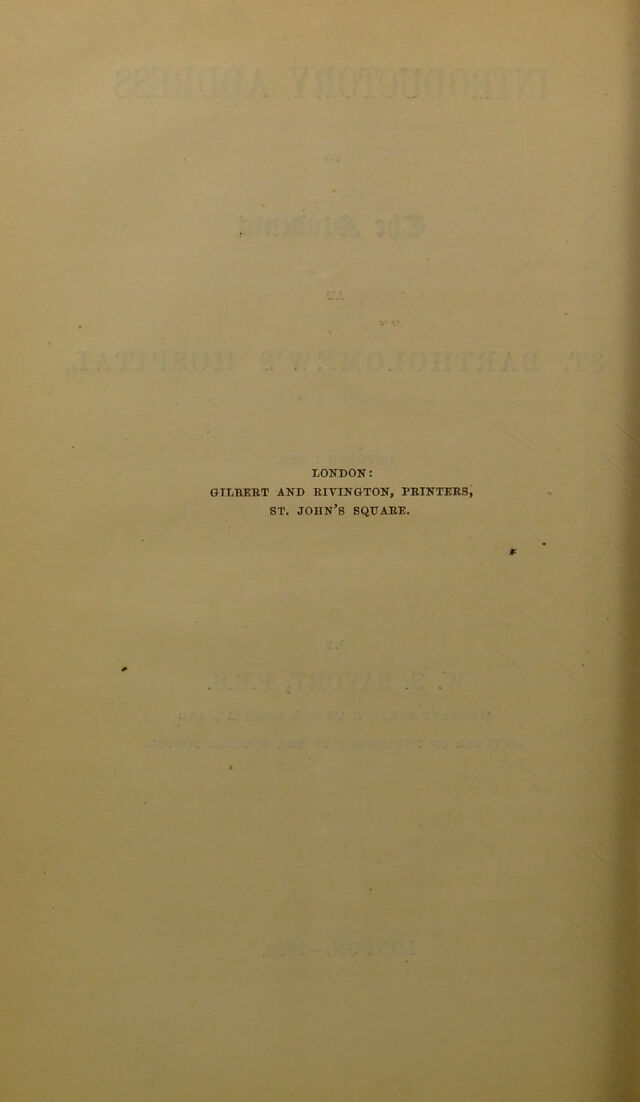 LONDON:
GILBERT AND RIVINGTON, PRINTERS,
ST. JOHN'S SQUARE.